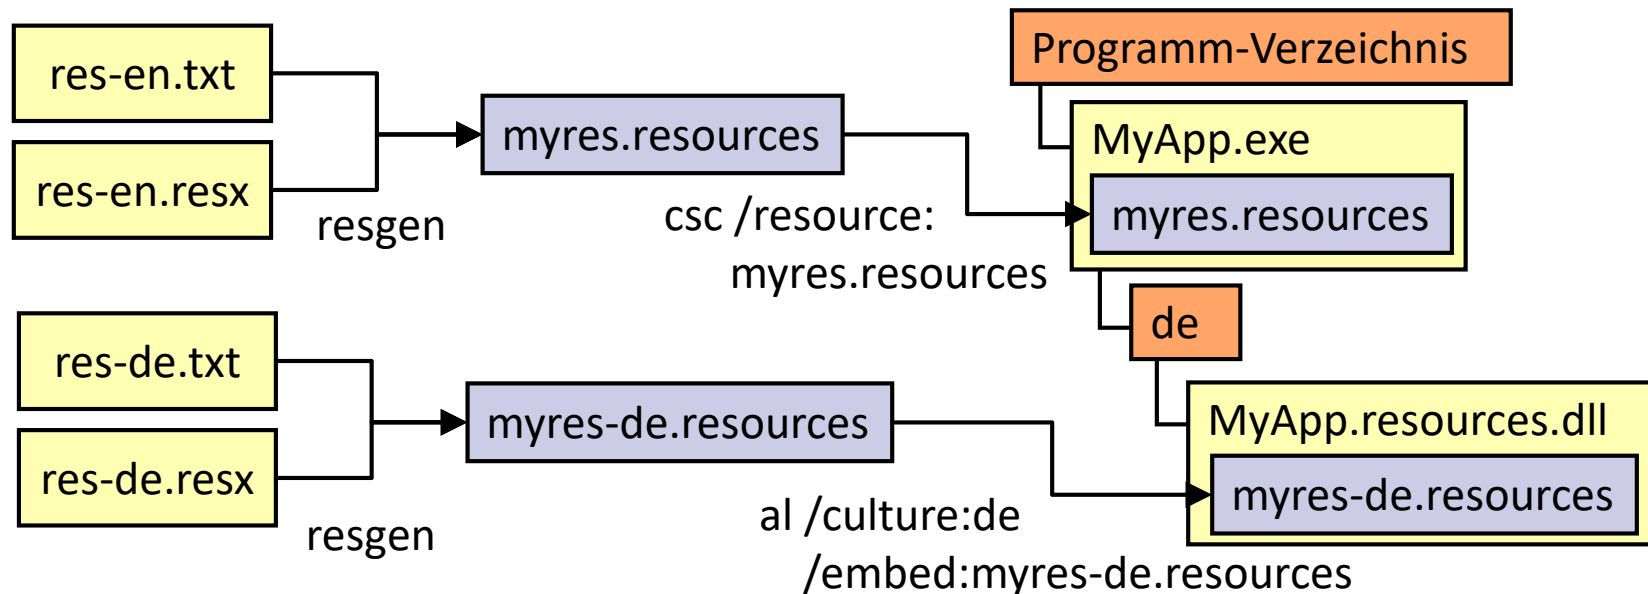 res-en.txt
res-en.resx
resgen
myres.resources
csc /resource:
myres.resources
Programm-Verzeichnis
MyApp.exe
myres.resources
de
res-de.txt
res-de.resx
resgen
myres-de.resources
al /culture:de
/embed:myres-de.resources
MyApp.resources.dll
myres-de.resources